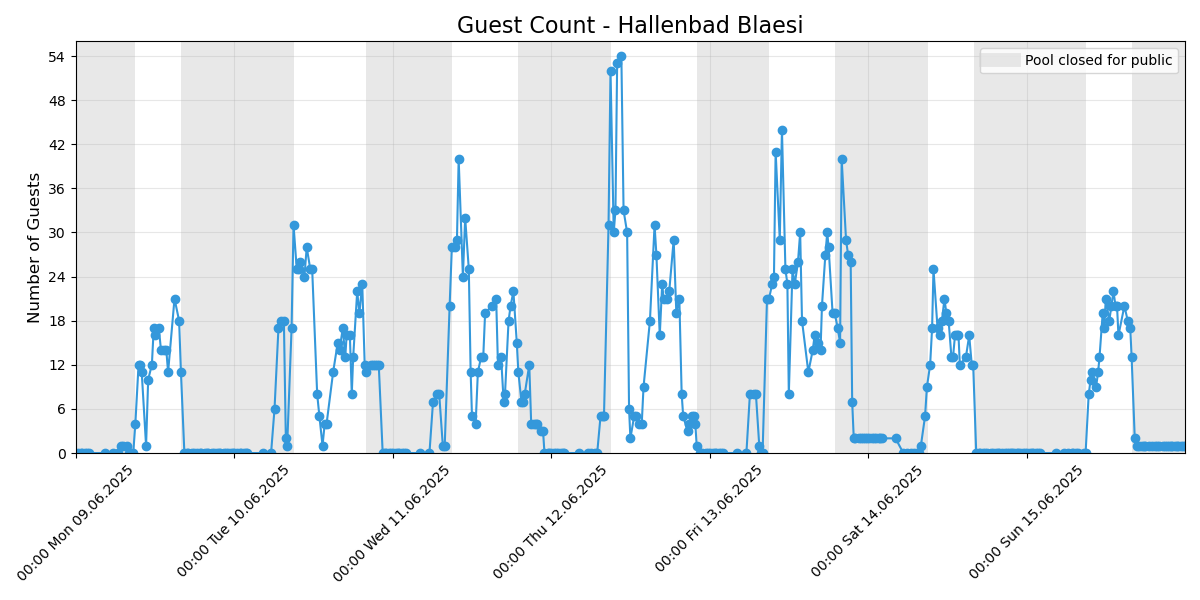 Guest Count - Hallenbad Blaesi
Number of Guests
54
48
42
36
30
24
18
12
6
0
Pool closed for public
00:00 Mon 09.06.2025
00:00 Tue 10.06.2025
00:00 Wed 11.06.2025
00:00 Thu 12.06.2025
00:00 Fri 13.06.2025
00:00 Sat 14.06.2025
00:00 Sun 15.06.2025